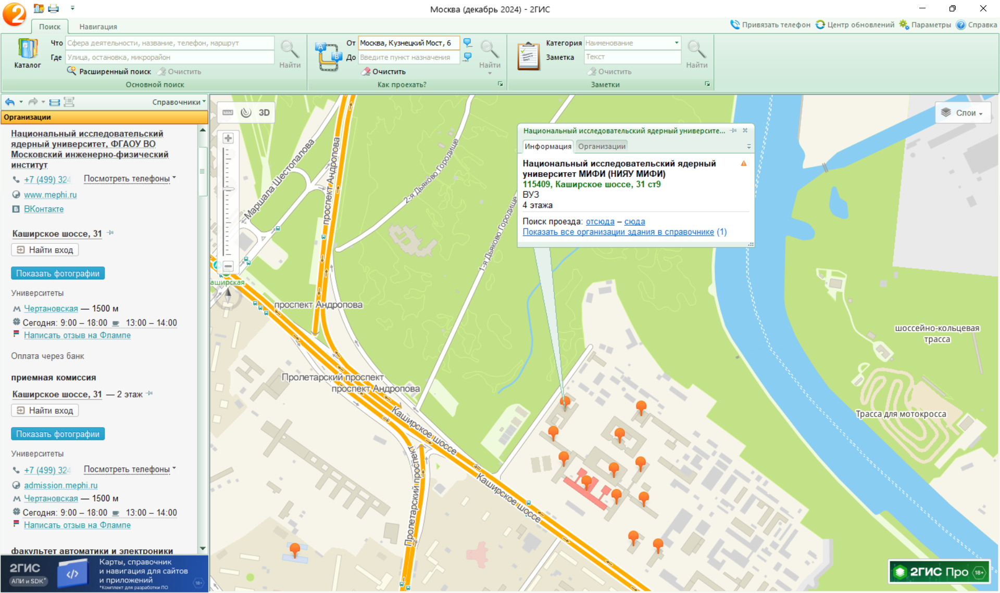 Москва (декабрь 2024) - 2ГИС
Поиск
Навигация
Привязать телефон
Центр обновлений
Параметры
Справка
Каталог
Что
Сфера деятельности, название, телефон, маршрут
Где
Улица, остановка, микрорайон
Расширенный поиск
Очистить
Найти
Основной поиск
От
Москва, Кузнецкий Мост, 6
До
Введите пункт назначения
Очистить
Найти
Как проехать?
Категория
Наименование
Заметка
Текст
Очистить
Найти
Заметки
Справочники
Организации
Национальный исследовательский
ядерный университет, ФГАОУ ВО
Московский инженерно-физический
институт
+7 (499) 324
Посмотреть телефоны
www.mephi.ru
ВКонтакте
Каширское шоссе, 31
Найти вход
Показать фотографии
Университеты
Чертановская — 1500 м
Сегодня: 9:00 – 18:00 13:00 – 14:00
Написать отзыв на Флампе
Оплата через банк
приемная комиссия
Каширское шоссе, 31 — 2 этаж
Найти вход
Показать фотографии
Университеты
+7 (499) 324
Посмотреть телефоны
admission.mephi.ru
Чертановская — 1500 м
Сегодня: 9:00 – 18:00 13:00 – 14:00
Написать отзыв на Флампе
факультет автоматики и электроники
2ГИС
АПИ и SDK*
Карты, справочник
и навигация для сайтов
и приложений
*Комплект для разработки ПО
18+
3D
Слои
Национальный исследовательский ядерный университе...
Информация
Организации
Национальный исследовательский ядерный
университет МИФИ (НИЯУ МИФИ)
115409, Каширское шоссе, 31 ст9
ВУЗ
4 этажа
Поиск проезда: отсюда – сюда
Показать все организации здания в справочнике (1)
Маршала Шестопалова
проспект Андропова
2-я Дьяково Городище
1-я Дьяково Городище
аширская
проспект Андропова
Пролетарский проспект
проспект Андропова
Каширское шоссе
Каширское шоссе
Пролетарский проспект
Пролетарский проспект
шоссейно-кольцевая
трасса
Трасса для мотокросса
2ГИС Про 18+